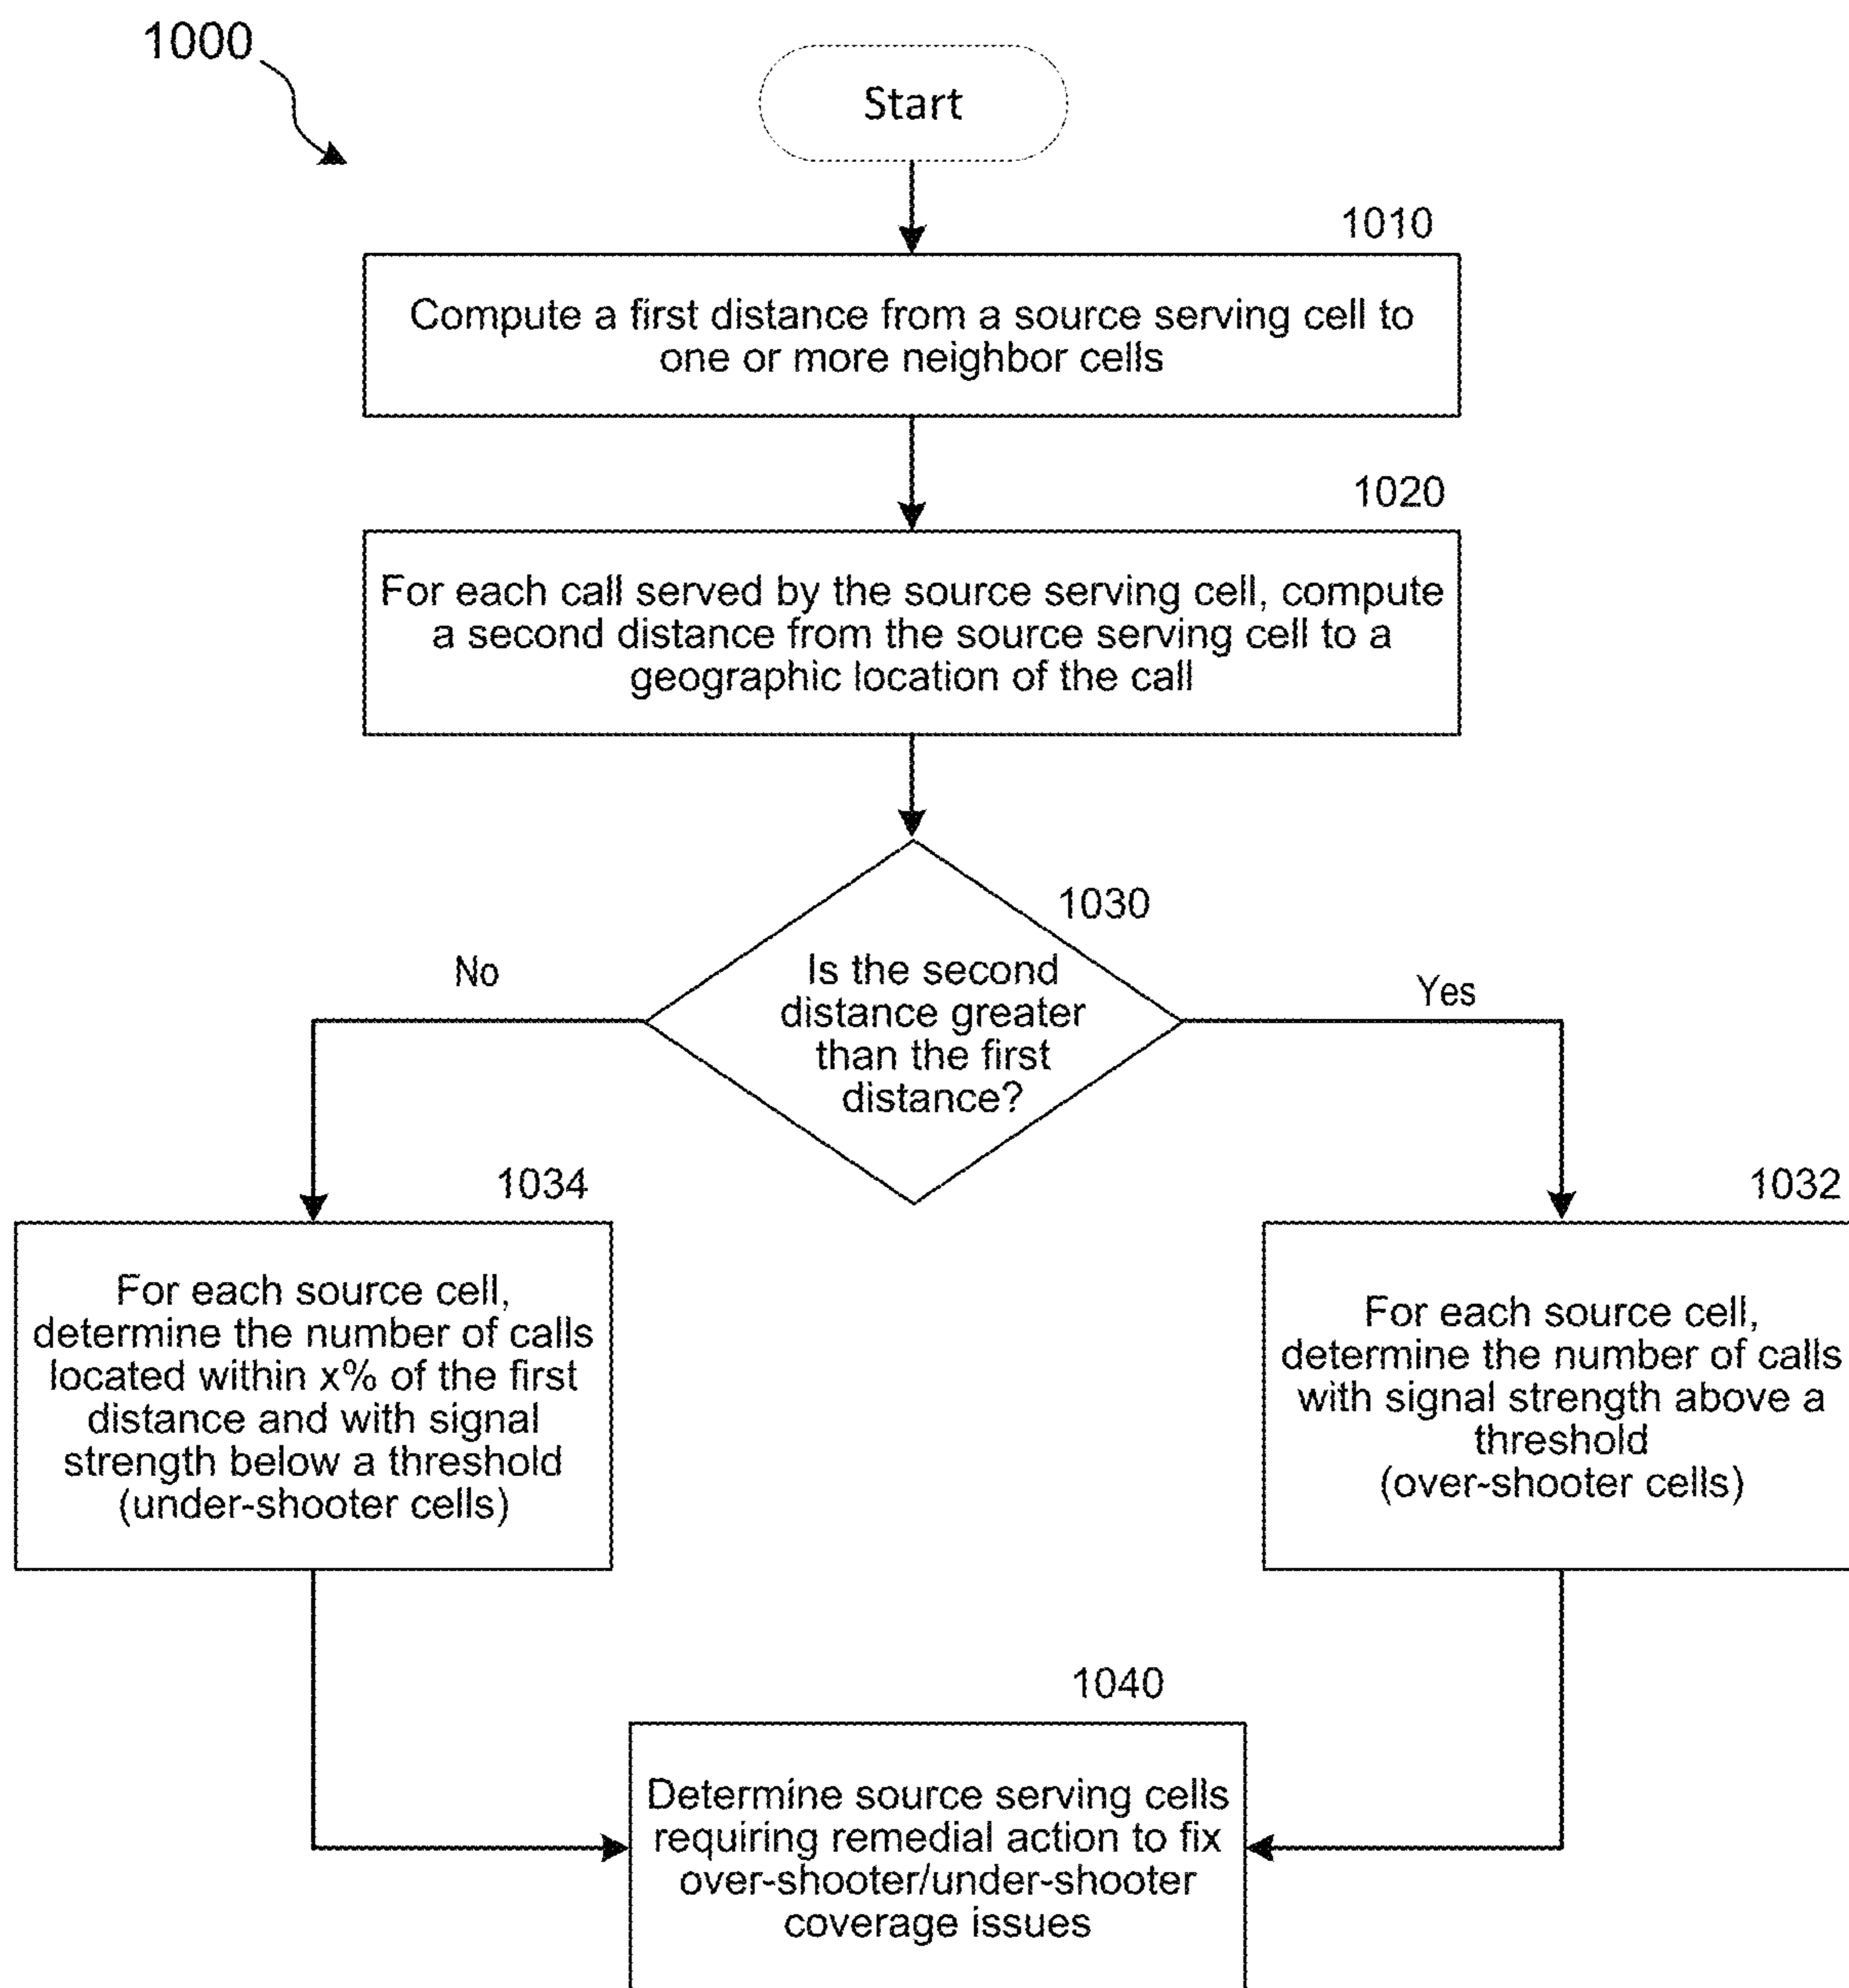 1000
Start
1010
Compute a first distance from a source serving cell to
one or more neighbor cells
1020
For each call served by the source serving cell, compute
a second distance from the source serving cell to a
geographic location of the call
1030
Is the second
distance greater
than the first
distance?
No
Yes
1034
For each source cell,
determine the number of calls
located within x% of the first
distance and with signal
strength below a threshold
(under-shooter cells)
1032
For each source cell,
determine the number of calls
with signal strength above a
threshold
(over-shooter cells)
1040
Determine source serving cells
requiring remedial action to fix
over-shooter/under-shooter
coverage issues